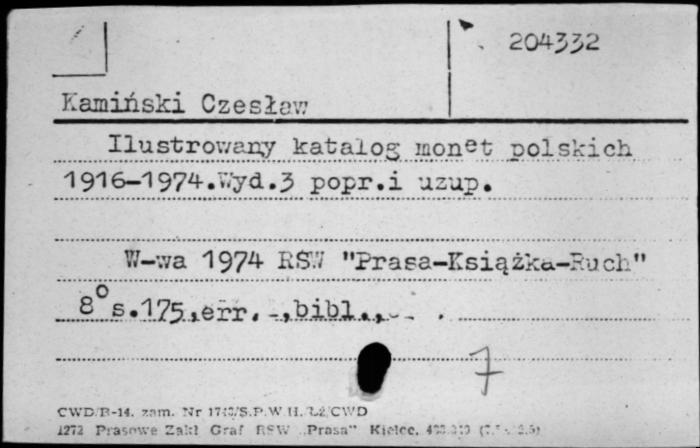 204332
Kamiński Czesław
Ilustrowany katalog monet polskich
1916-1974.Wyd.3 popr.i uzup.
W-wa 1974 RSW "Prasa-Książka-Ruch"
8° s.175,err. -,bibl.,
7
CWD/B-14. zam. Nr
1272 Prasowe Zakł Graf RSW „Prasa" Kielce,